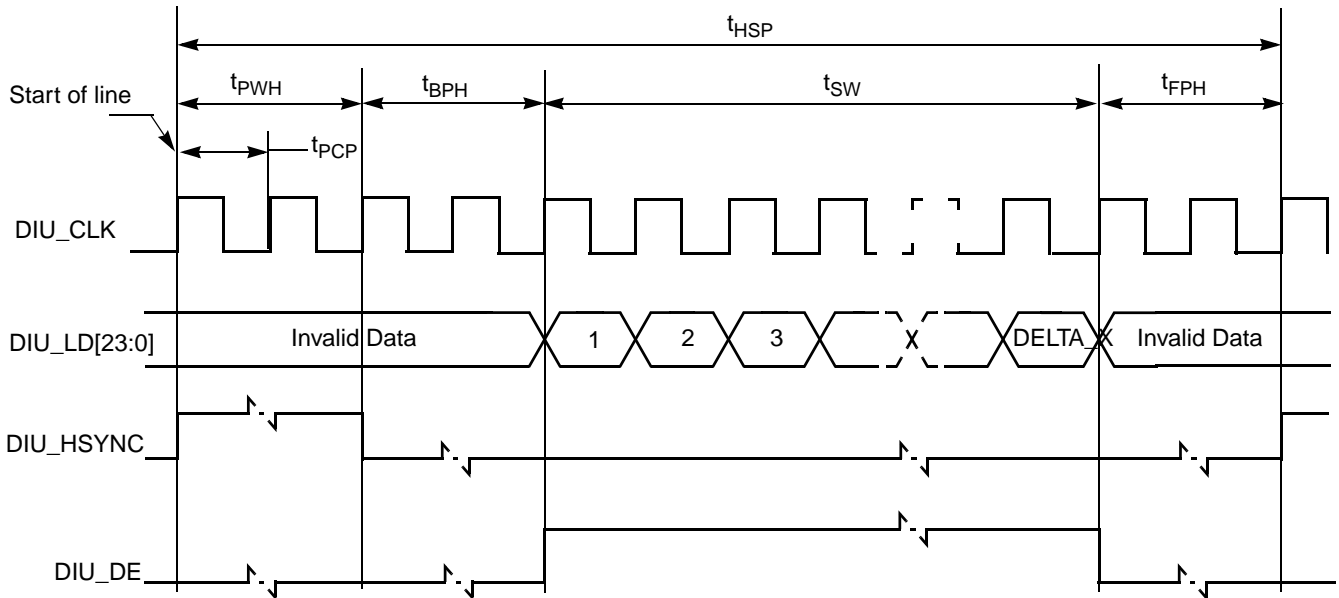 tHSP
tPWH
tBPH
tSW
tFPH
Start of line
tPCP
DIU_CLK
DIU_LD[23:0]
Invalid Data
1
2
3
DELTA_X
Invalid Data
DIU_HSYNC
DIU_DE